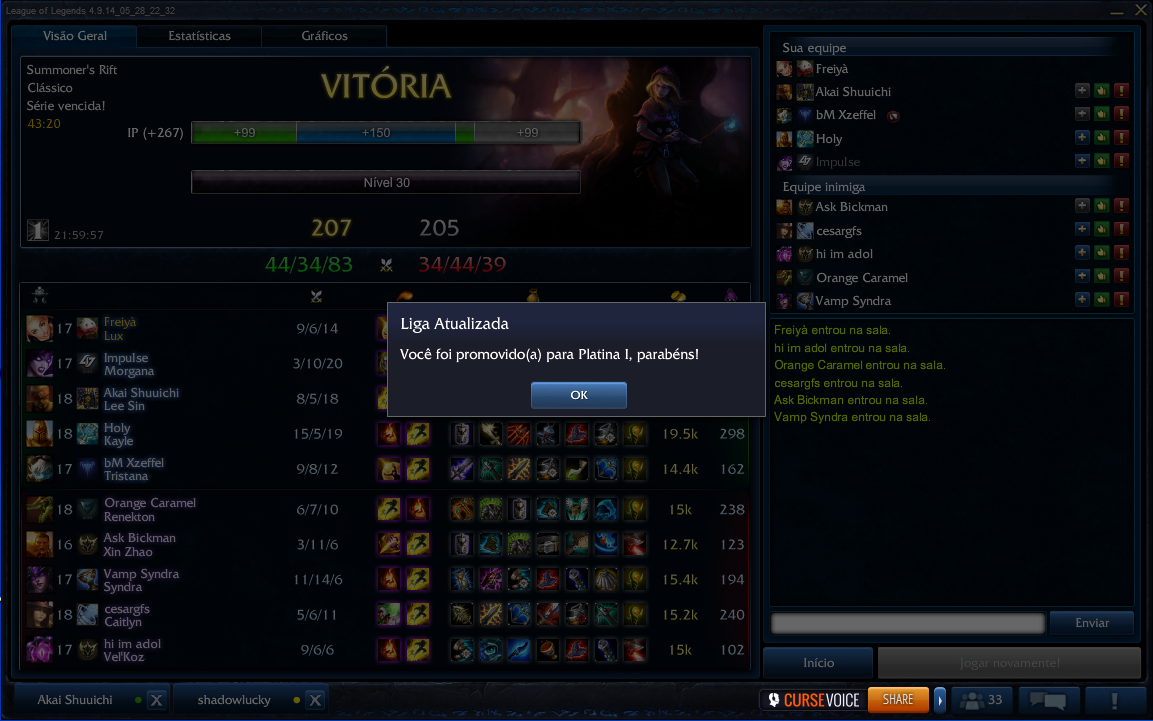 League of Legends 4.9.14_05_28_22_32
Visão Geral
Estatísticas
Gráficos
Summoner's Rift
Clássico
Série vencida!
43:20
VITÓRIA
IP (+267)
+99
+150
+99
Nível 30
1
21:59:57
207
205
44/34/83
34/44/39
17
Freiyà
Lux
9/6/14
17
Impulse
Morgana
3/10/20
18
Akai Shuuichi
Lee Sin
8/5/18
18
Holy
Kayle
15/5/19
19.5k
298
17
bM Xzeffel
Tristana
9/8/12
14.4k
162
18
Orange Caramel
Renekton
6/7/10
15k
238
16
Ask Bickman
Xin Zhao
3/11/6
12.7k
123
17
Vamp Syndra
Syndra
11/14/6
15.4k
194
18
cesargfs
Caitlyn
5/6/11
15.2k
240
17
hi im adol
Vel'Koz
9/6/6
15k
102
Liga Atualizada
Você foi promovido(a) para Platina I, parabéns!
OK
Sua equipe
Freiyà
Akai Shuuichi
bM Xzeffel
Holy
Impulse
Equipe inimiga
Ask Bickman
cesargfs
hi im adol
Orange Caramel
Vamp Syndra
Freiyà entrou na sala.
hi im adol entrou na sala.
Orange Caramel entrou na sala.
cesargfs entrou na sala.
Ask Bickman entrou na sala.
Vamp Syndra entrou na sala.
Enviar
Início
Jogar novamente!
Akai Shuuichi
X
shadowlucky
X
CURSEVOICE
SHARE
33